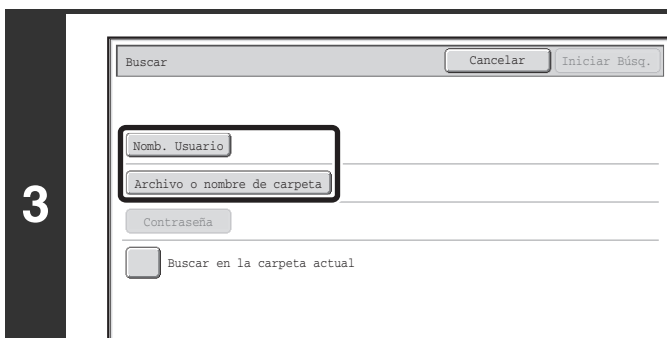 3
Buscar Cancelar Iniciar Búsq.
Nomb. Usuario
Archivo o nombre de carpeta
Contraseña
Buscar en la carpeta actual